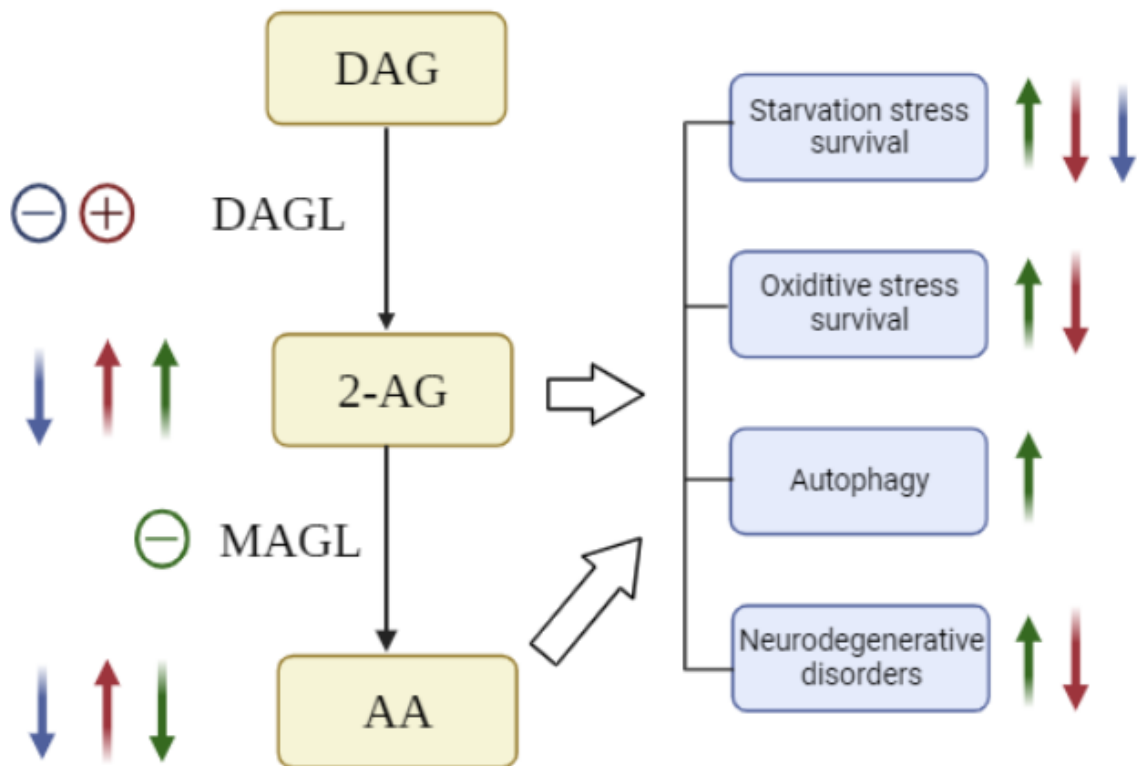 DAG
DAGL
2-AG
MAGL
AA
Starvation stress
survival
Oxiditive stress
survival
Autophagy
Neurodegenerative
disorders